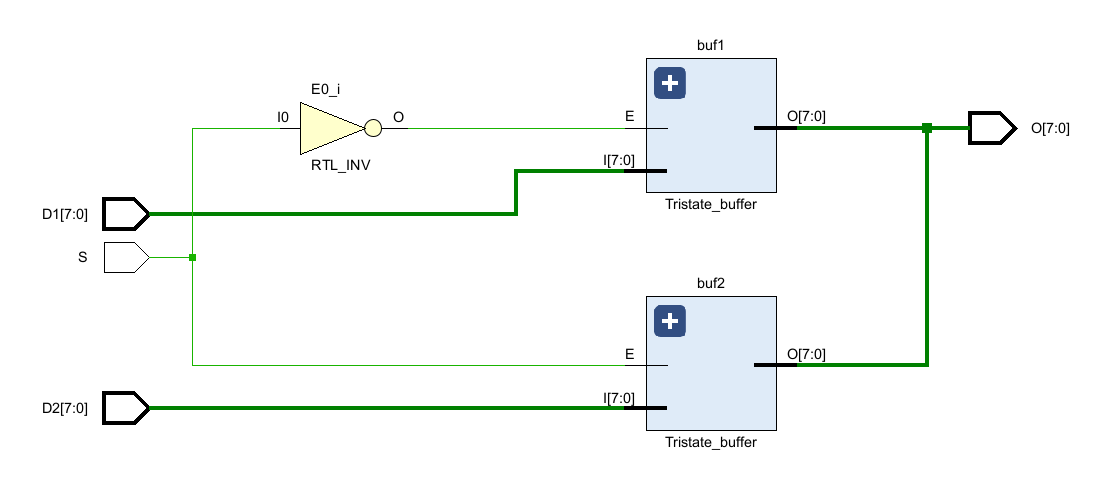 buf1
E0_i
I0
O
E
O[7:0]
O[7:0]
RTL_INV
I[7:0]
Tristate_buffer
D1[7:0]
S
buf2
E
O[7:0]
D2[7:0]
I[7:0]
Tristate_buffer